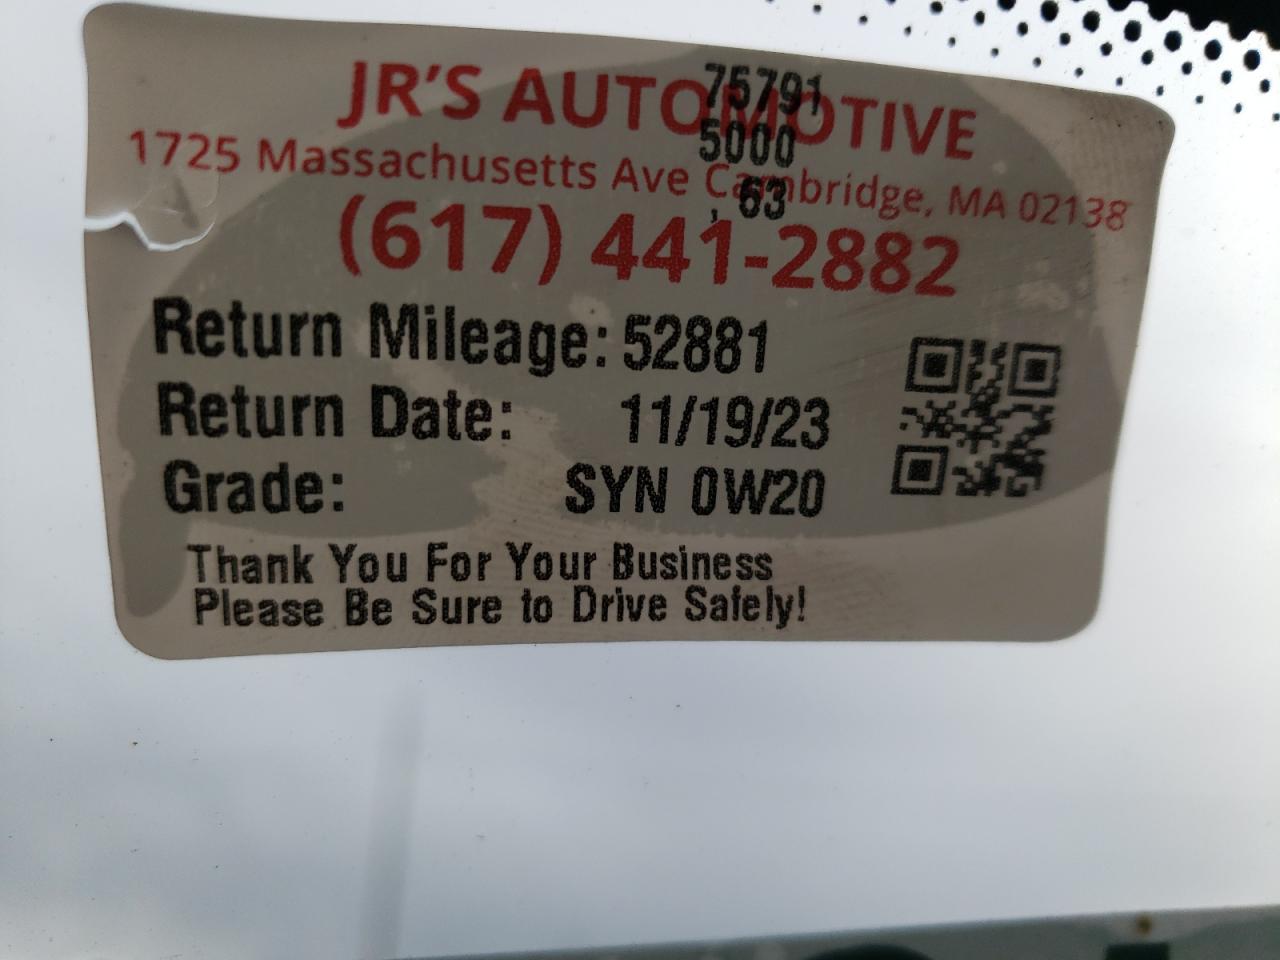 JR'S AUTOMOTIVE
75791
5000
1725 Massachusetts Ave Cambridge, MA 02138
, 63
(617) 441-2882
Return Mileage: 52881
Return Date: 11/19/23
Grade: SYN 0W20
Thank You For Your Business
Please Be Sure to Drive Safely!